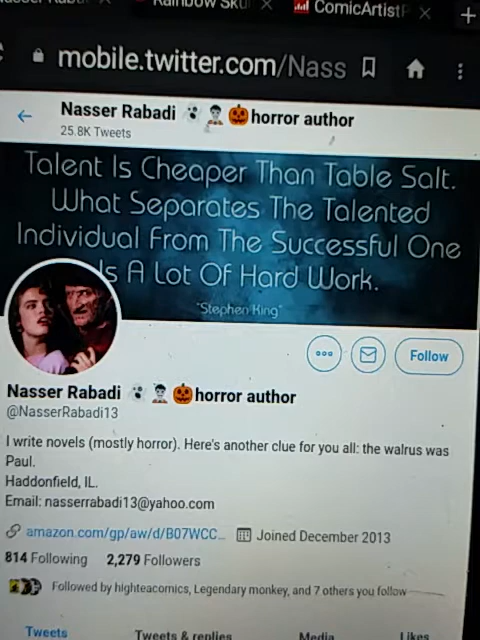 Rainbow Sku
ComicArtist
mobile.twitter.com/Nass
Nasser Rabadi 👻🧛🏻‍♂️🎃horror author
25.8K Tweets
Talent Is Cheaper Than Table Salt.
What Separates The Talented
Individual From The Successful One
Is A Lot Of Hard Work.
"Stephen King"
Follow
Nasser Rabadi 👻🧛🏻‍♂️🎃horror author
@NasserRabadi13
I write novels (mostly horror). Here's another clue for you all: the walrus was
Paul.
Haddonfield, IL.
Email: nasserrabadi13@yahoo.com
amazon.com/gp/aw/d/B07WCC… Joined December 2013
814 Following 2,279 Followers
Followed by highteacomics, Legendary monkey, and 7 others you follow
Tweets Tweets & replies Media Likes